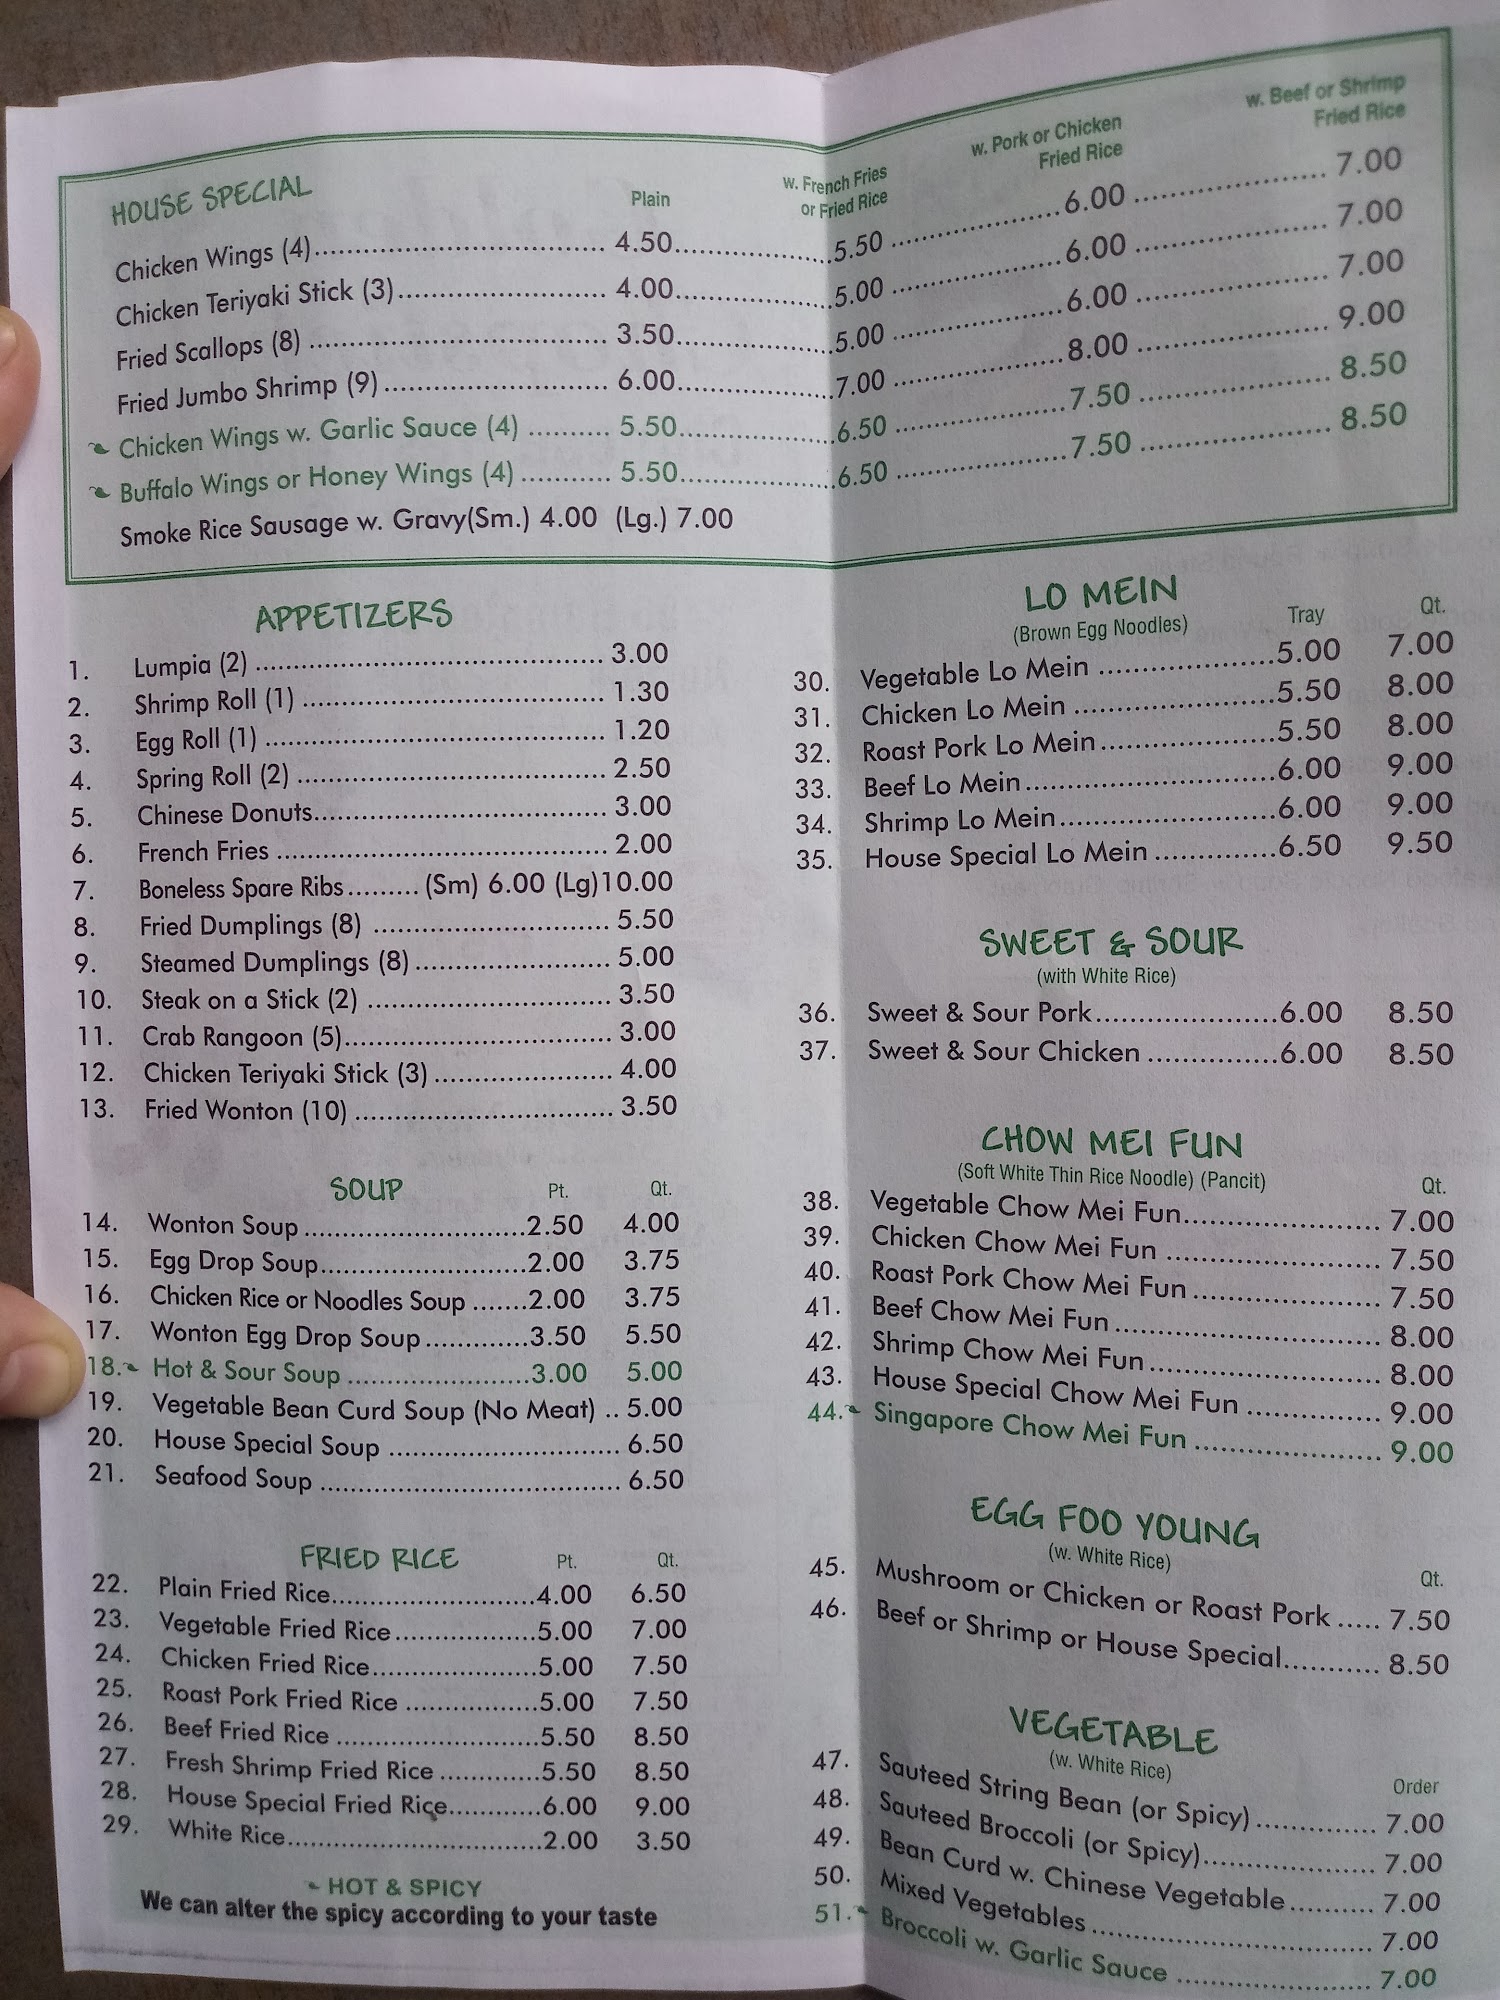 HOUSE SPECIAL Plain w. French Fries or Fried Rice w. Pork or Chicken Fried Rice w. Beef or Shrimp Fried Rice
Chicken Wings (4) 4.50 5.50 6.00 7.00
Chicken Teriyaki Stick (3) 4.00 5.00 6.00 7.00
Fried Scallops (8) 3.50 5.00 6.00 7.00
Fried Jumbo Shrimp (9) 6.00 7.00 8.00 9.00
Chicken Wings w. Garlic Sauce (4) 5.50 6.50 7.50 8.50
Buffalo Wings or Honey Wings (4) 5.50 6.50 7.50 8.50
Smoke Rice Sausage w. Gravy(Sm.) 4.00 (Lg.) 7.00
APPETIZERS
1. Lumpia (2) 3.00
2. Shrimp Roll (1) 1.30
3. Egg Roll (1) 1.20
4. Spring Roll (2) 2.50
5. Chinese Donuts 3.00
6. French Fries 2.00
7. Boneless Spare Ribs (Sm) 6.00 (Lg)10.00
8. Fried Dumplings (8) 5.50
9. Steamed Dumplings (8) 5.00
10. Steak on a Stick (2) 3.50
11. Crab Rangoon (5) 3.00
12. Chicken Teriyaki Stick (3) 4.00
13. Fried Wonton (10) 3.50
SOUP Pt. Qt.
14. Wonton Soup 2.50 4.00
15. Egg Drop Soup 2.00 3.75
16. Chicken Rice or Noodles Soup 2.00 3.75
17. Wonton Egg Drop Soup 3.50 5.50
18. Hot & Sour Soup 3.00 5.00
19. Vegetable Bean Curd Soup (No Meat) 5.00
20. House Special Soup 6.50
21. Seafood Soup 6.50
FRIED RICE Pt. Qt.
22. Plain Fried Rice 4.00 6.50
23. Vegetable Fried Rice 5.00 7.00
24. Chicken Fried Rice 5.00 7.50
25. Roast Pork Fried Rice 5.00 7.50
26. Beef Fried Rice 5.50 8.50
27. Fresh Shrimp Fried Rice 5.50 8.50
28. House Special Fried Rice 6.00 9.00
29. White Rice 2.00 3.50
HOT & SPICY
We can alter the spicy according to your taste
LO MEIN
(Brown Egg Noodles) Tray Qt.
30. Vegetable Lo Mein 5.00 7.00
31. Chicken Lo Mein 5.50 8.00
32. Roast Pork Lo Mein 5.50 8.00
33. Beef Lo Mein 6.00 9.00
34. Shrimp Lo Mein 6.00 9.00
35. House Special Lo Mein 6.50 9.50
SWEET & SOUR
(with White Rice)
36. Sweet & Sour Pork 6.00 8.50
37. Sweet & Sour Chicken 6.00 8.50
CHOW MEI FUN
(Soft White Thin Rice Noodle) (Pancit) Qt.
38. Vegetable Chow Mei Fun 7.00
39. Chicken Chow Mei Fun 7.50
40. Roast Pork Chow Mei Fun 7.50
41. Beef Chow Mei Fun 8.00
42. Shrimp Chow Mei Fun 8.00
43. House Special Chow Mei Fun 9.00
44. Singapore Chow Mei Fun 9.00
EGG FOO YOUNG
(w. White Rice) Qt.
45. Mushroom or Chicken or Roast Pork 7.50
46. Beef or Shrimp or House Special 8.50
VEGETABLE
(w. White Rice) Order
47. Sauteed String Bean (or Spicy) 7.00
48. Sauteed Broccoli (or Spicy) 7.00
49. Bean Curd w. Chinese Vegetable 7.00
50. Mixed Vegetables 7.00
51. Broccoli w. Garlic Sauce 7.00